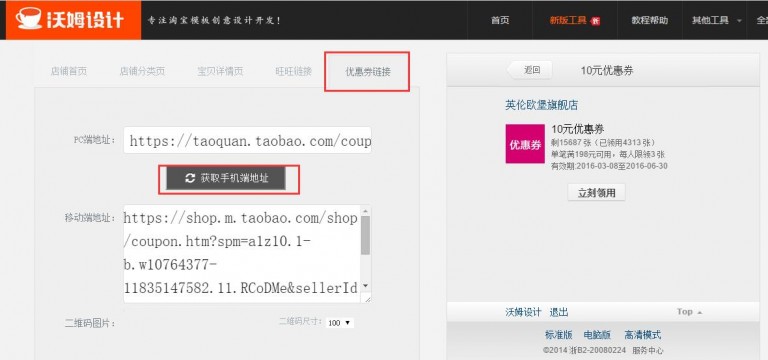 沃姆设计 专注淘宝模板创意设计开发!
首页 新版工具 教程帮助 其他工具
店铺首页 店铺分类页 宝贝详情页 旺旺链接 优惠券链接
PC端地址: https://taoquan.taobao.com/coup
获取手机端地址
移动端地址: https://shop.m.taobao.com/shop
/coupon.htm?spm=a1z10.1-
b.w10764377-
11835147582.11.RCoDMe&sellerId
二维码图片: 二维码尺寸: 100
返回 10元优惠券
英伦欧堡旗舰店
优惠券
10元优惠券
剩15687 张（已领用4313 张）
单笔满198元可用，每人限领3 张
有效期:2016-03-08至2016-06-30
立刻领用
沃姆设计 退出 Top
标准版 电脑版 高清模式
©2014 浙B2-20080224 服务中心